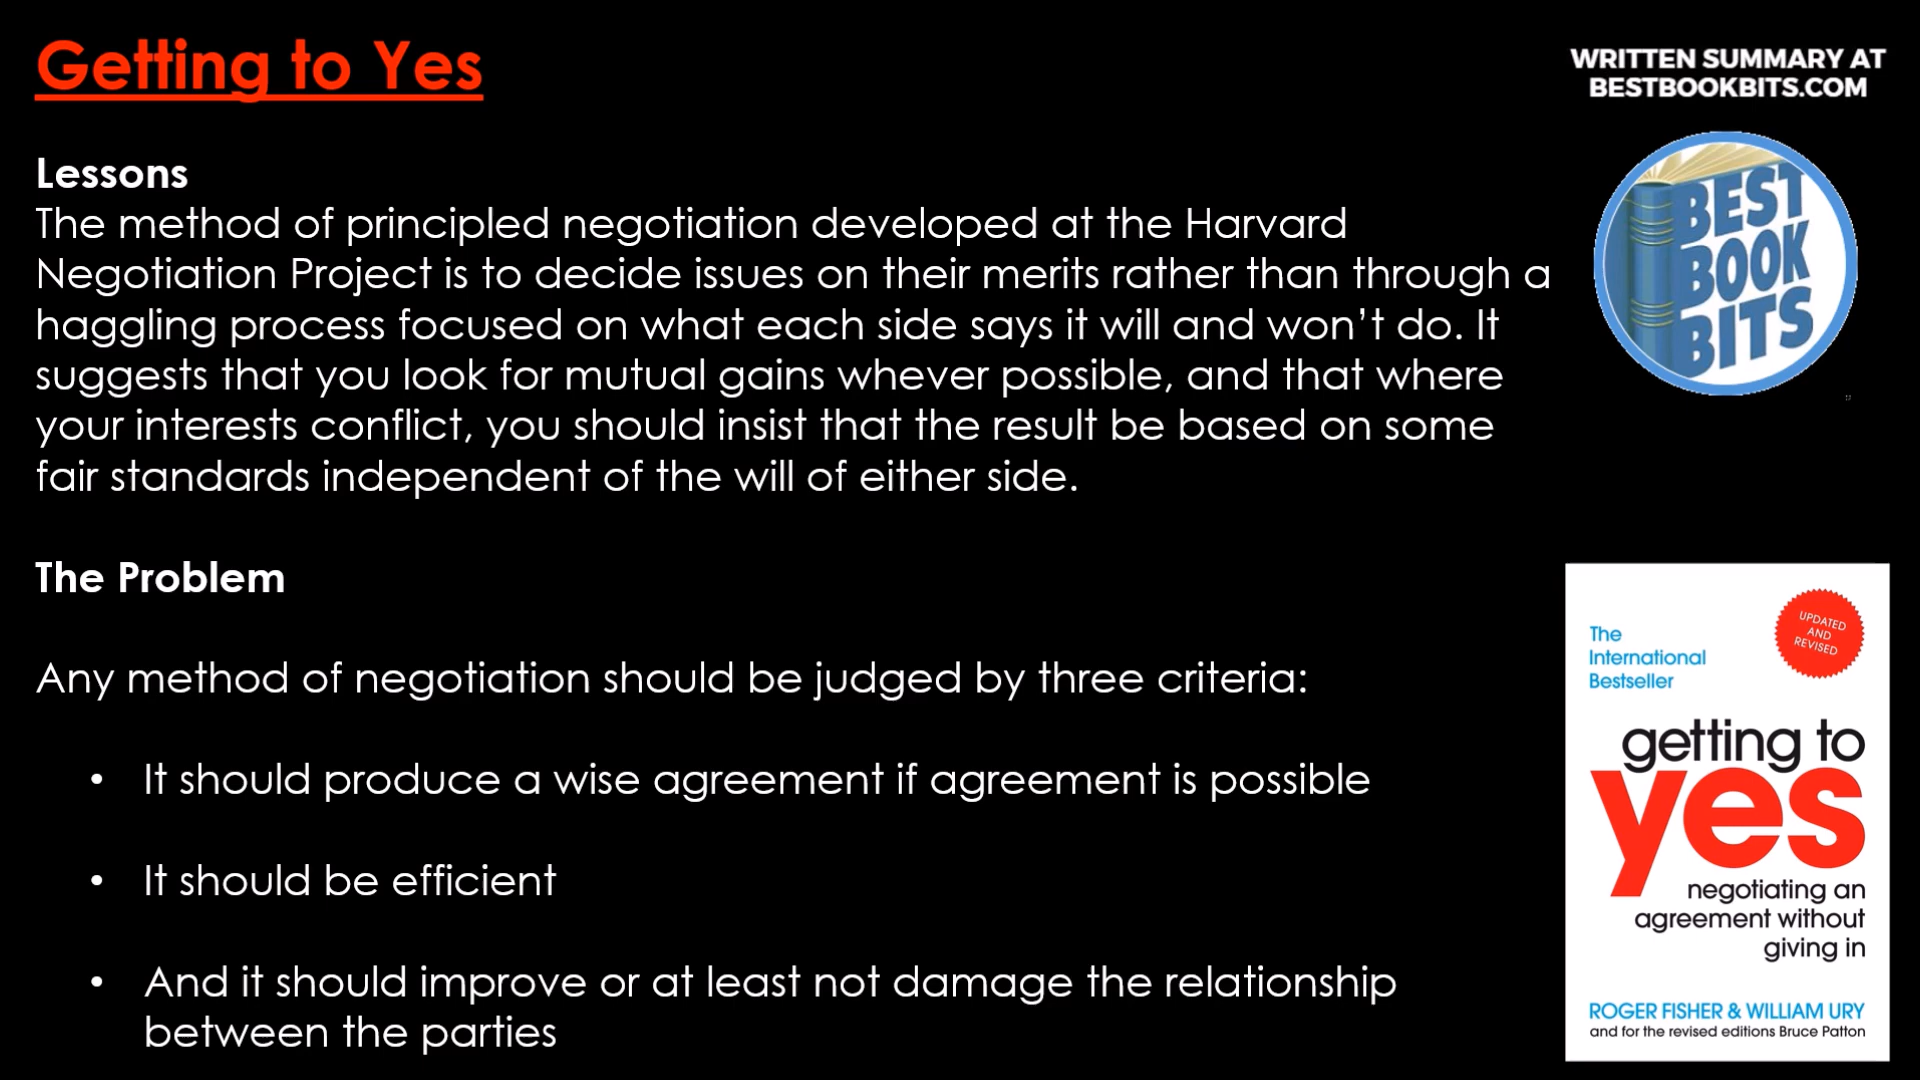 Getting to Yes
WRITTEN SUMMARY AT
BESTBOOKBITS.COM
BEST
BOOK
BITS
Lessons
The method of principled negotiation developed at the Harvard
Negotiation Project is to decide issues on their merits rather than through a
haggling process focused on what each side says it will and won’t do. It
suggests that you look for mutual gains whever possible, and that where
your interests conflict, you should insist that the result be based on some
fair standards independent of the will of either side.
The Problem
Any method of negotiation should be judged by three criteria:
• It should produce a wise agreement if agreement is possible
• It should be efficient
• And it should improve or at least not damage the relationship
between the parties
The
International
Bestseller
UPDATED
AND
REVISED
getting to
yes
negotiating an
agreement without
giving in
ROGER FISHER & WILLIAM URY
and for the revised editions Bruce Patton